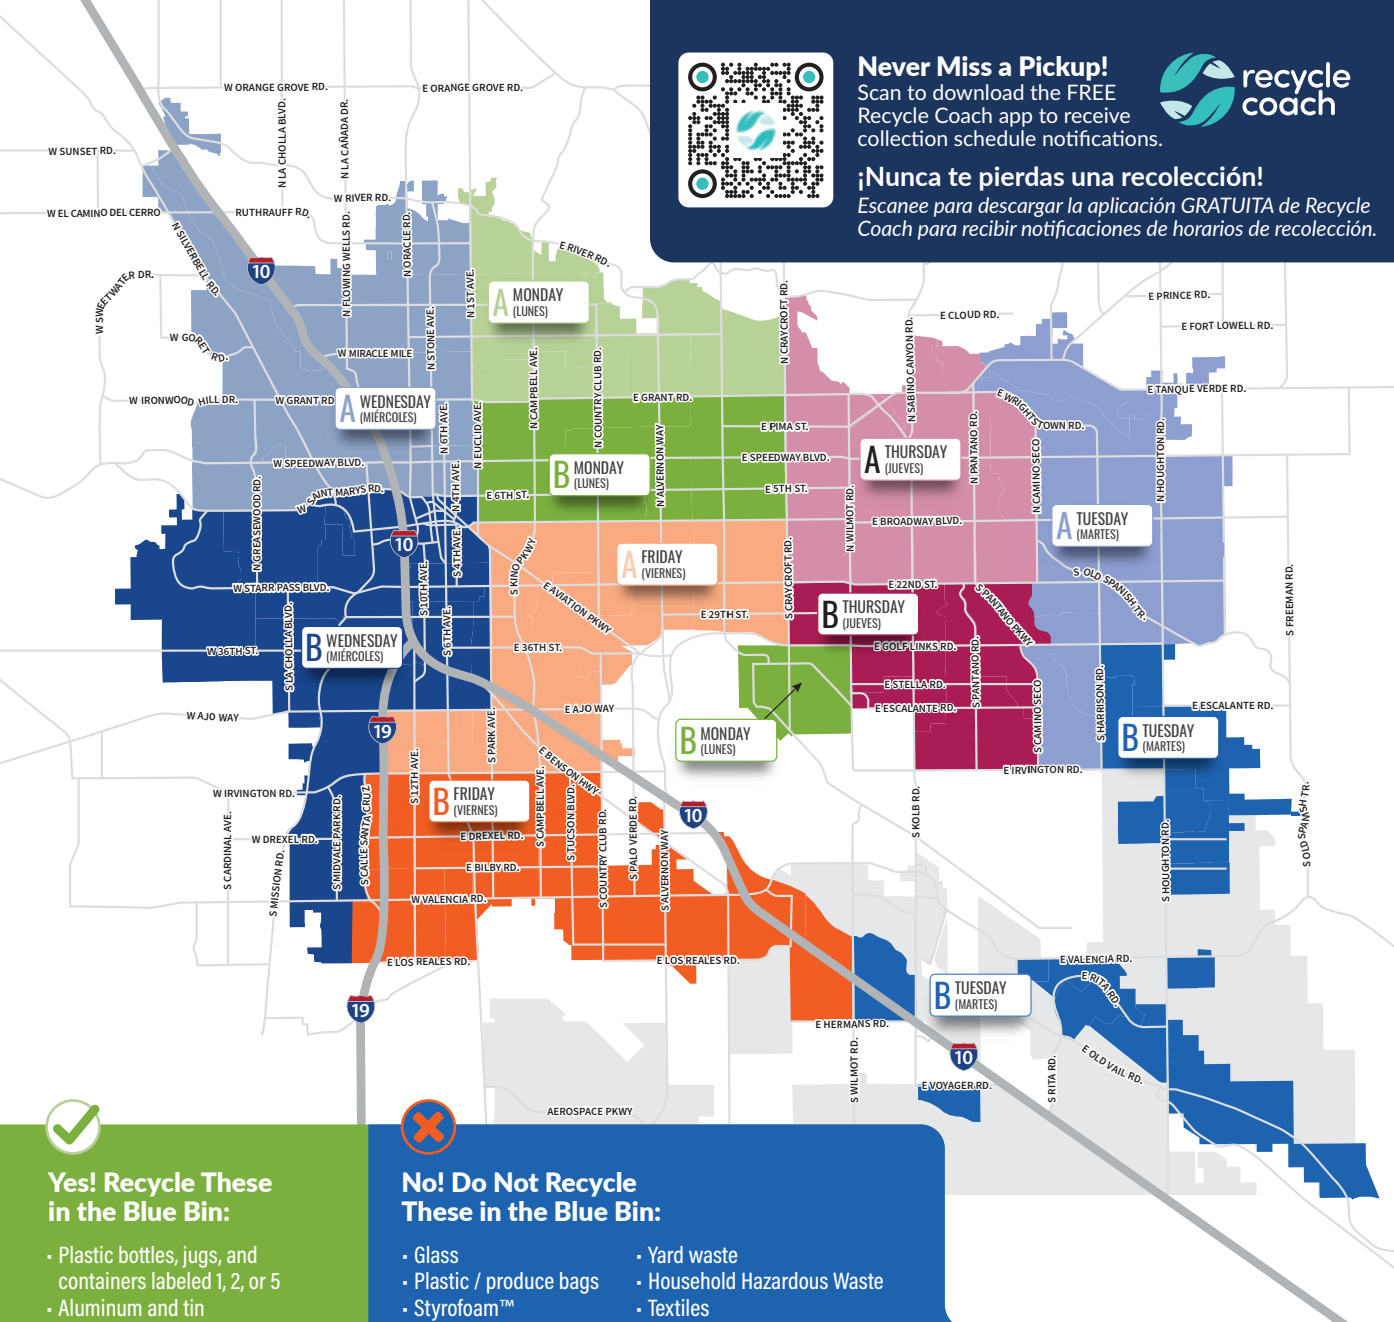 Never Miss a Pickup!
Scan to download the FREE
Recycle Coach app to receive
collection schedule notifications.
recycle
coach
¡Nunca te pierdas una recolección!
Escanee para descargar la aplicación GRATUITA de Recycle
Coach para recibir notificaciones de horarios de recolección.
W ORANGE GROVE RD.
E ORANGE GROVE RD.
N LA CHOLLA BLVD.
N LA CAÑADA DR.
W SUNSET RD.
W RIVER RD.
W EL CAMINO DEL CERRO
RUTHRAUFF RD.
N SILVERBELL RD.
N FLOWING WELLS RD.
N ORACLE RD.
E RIVER RD.
10
W SWEETWATER DR.
N 1ST AVE.
A MONDAY
(LUNES)
N CRAYCROFT RD.
E PRINCE RD.
E CLOUD RD.
E FORT LOWELL RD.
W GORET RD.
W MIRACLE MILE
N STONE AVE.
N CAMPBELL AVE.
N COUNTRY CLUB RD.
N SABINO CANYON RD.
E TANQUE VERDE RD.
W IRONWOOD HILL DR.
W GRANT RD
A WEDNESDAY
(MIÉRCOLES)
E GRANT RD.
E WRIGHTSTOWN RD.
N 6TH AVE.
N EUCLID AVE.
N ALVERNON WAY
E PIMA ST.
N PANTANO RD.
N CAMINO SECO
N HOUGHTON RD.
W SPEEDWAY BLVD.
B MONDAY
(LUNES)
E SPEEDWAY BLVD.
A THURSDAY
(JUEVES)
N GREASEWOOD RD.
W SAINT MARYS RD.
N 4TH AVE.
E 6TH ST.
E 5TH ST.
N WILMOT RD.
E BROADWAY BLVD.
A TUESDAY
(MARTES)
10
S 4TH AVE.
S KINO PKWY
A FRIDAY
(VIERNES)
S CRAYCROFT RD.
W STARR PASS BLVD.
S 10TH AVE.
E AVIATION PKWY
E 22ND ST.
S OLD SPANISH TR.
S FREEMAN RD.
S LA CHOLLA BLVD.
S 6TH AVE.
E 29TH ST.
B THURSDAY
(JUEVES)
S PANTANO PKWY
W 36TH ST.
B WEDNESDAY
(MIÉRCOLES)
E 36TH ST.
E GOLF LINKS RD.
S PANTANO RD.
E STELLA RD.
S CAMINO SECO
S HARRISON RD.
W AJO WAY
E AJO WAY
E ESCALANTE RD.
E ESCALANTE RD.
19
S PARK AVE.
B MONDAY
(LUNES)
B TUESDAY
(MARTES)
S 12TH AVE.
E BENSON HWY.
E IRVINGTON RD.
W IRVINGTON RD.
B FRIDAY
(VIERNES)
S CARDINAL AVE.
S MIDVALE PARK RD.
S CALLE SANTA CRUZ
S CAMPBELL AVE.
S TUCSON BLVD.
S COUNTRY CLUB RD.
S PALO VERDE RD.
S ALVERNON WAY
10
S KOLB RD.
S OLD SPANISH TR.
W DREXEL RD.
E DREXEL RD.
S MISSION RD.
E BILBY RD.
S HOUGHTON RD.
W VALENCIA RD.
E LOS REALES RD.
E LOS REALES RD.
E VALENCIA RD.
E RITA RD.
B TUESDAY
(MARTES)
19
E HERMANS RD.
S WILMOT RD.
10
S RITA RD.
E OLD VAIL RD.
E VOYAGER RD.
AEROSPACE PKWY
Yes! Recycle These
in the Blue Bin:
· Plastic bottles, jugs, and
containers labeled 1, 2, or 5
· Aluminum and tin
No! Do Not Recycle
These in the Blue Bin:
· Glass
· Plastic / produce bags
· Styrofoam™
· Yard waste
· Household Hazardous Waste
· Textiles